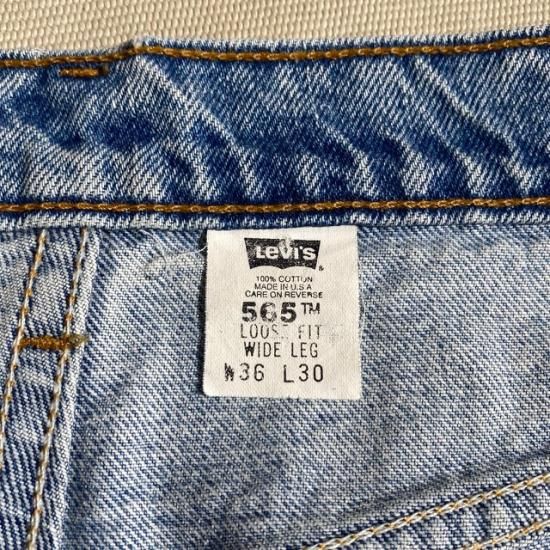 Levi's
®
100% COTTON
MADE IN U.S.A
CARE ON REVERSE
565™
LOOSE FIT
WIDE LEG
W36 L30